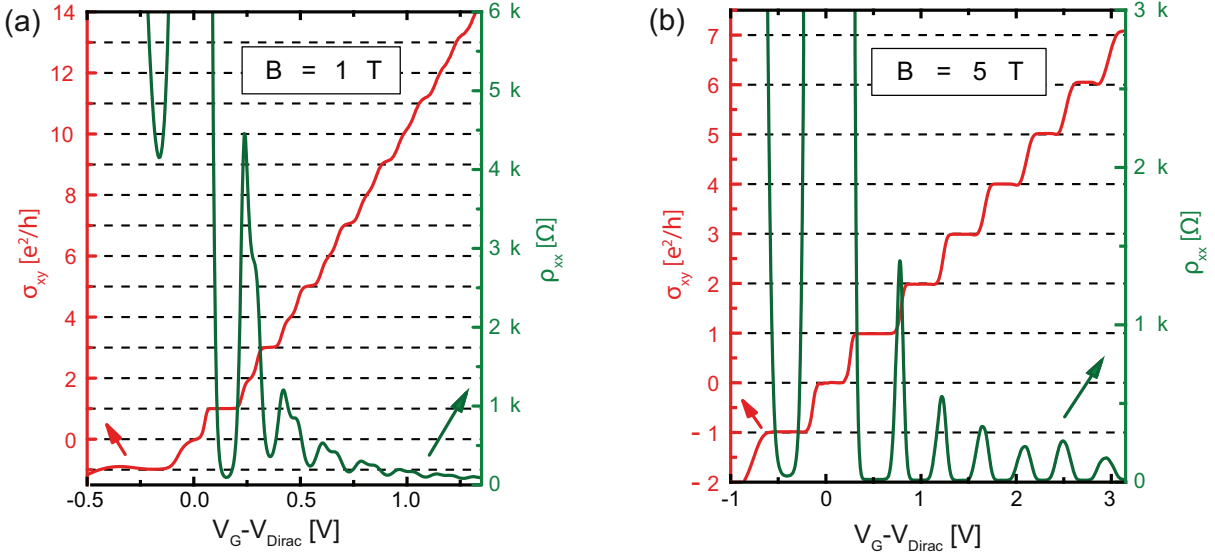 (a)
B = 1 T
14
12
10
8
6
4
2
0
σxy [e²/h]
6 k
5 k
4 k
3 k
2 k
1 k
0
ρxx [Ω]
-0.5
0.0
0.5
1.0
VG-VDirac [V]
(b)
B = 5 T
7
6
5
4
3
2
1
0
-1
-2
σxy [e²/h]
3 k
2 k
1 k
0
ρxx [Ω]
-1
0
1
2
3
VG-VDirac [V]